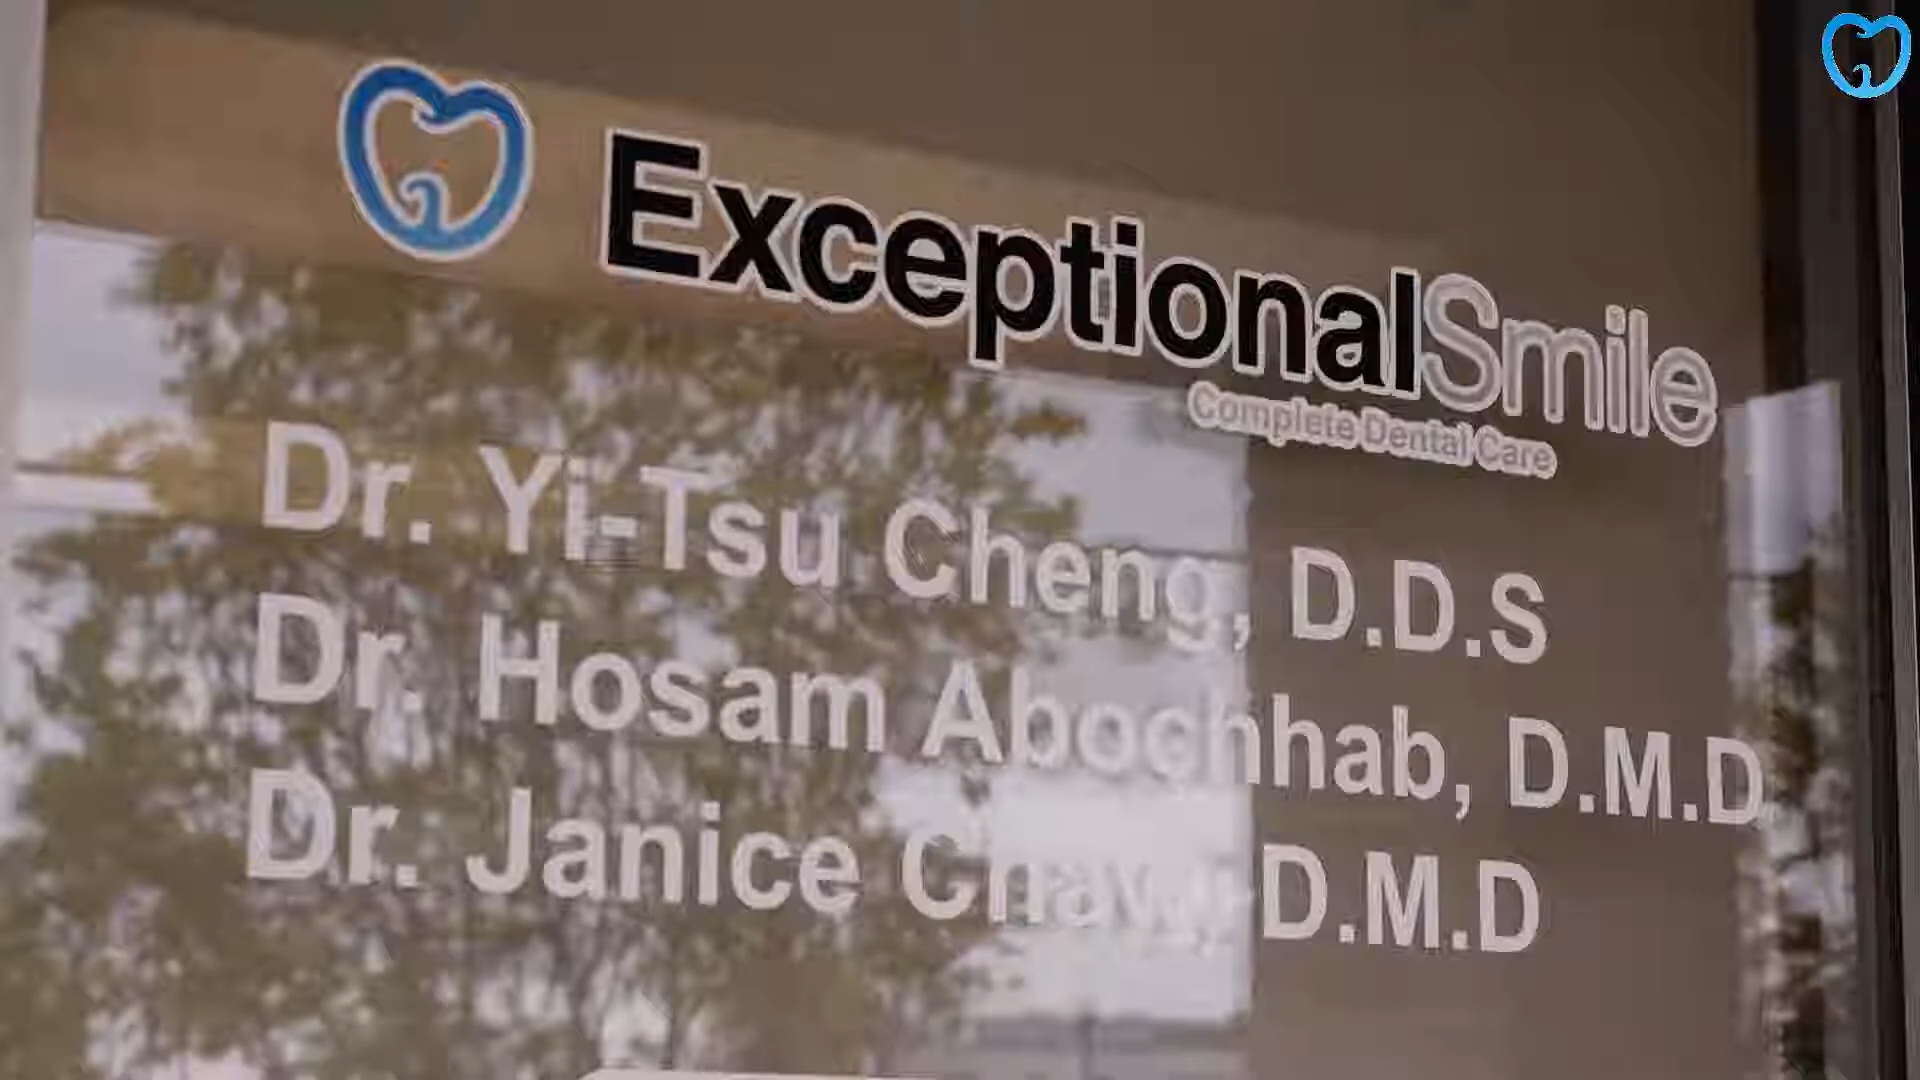 ExceptionalSmile
Complete Dental Care
Dr. Yi-Tsu Cheng, D.D.S
Dr. Hosam Abochhab, D.M.D
Dr. Janice D.M.D